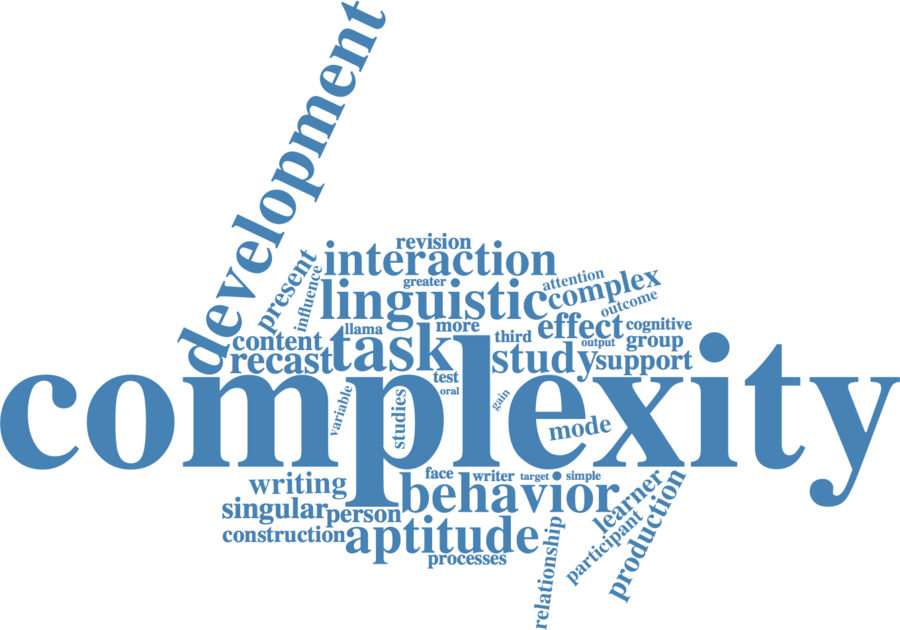 development
revision
interaction
present
influence
greater
attention
complex
linguistic
outcome
llama
more
third
effect
cognitive
content
task
output
group
recast
study
support
complexity
test
oral
variable
studies
gain
mode
writing
face
writer
target
simple
behavior
learner
production
singular
person
participant
construction
aptitude
relationship
processes